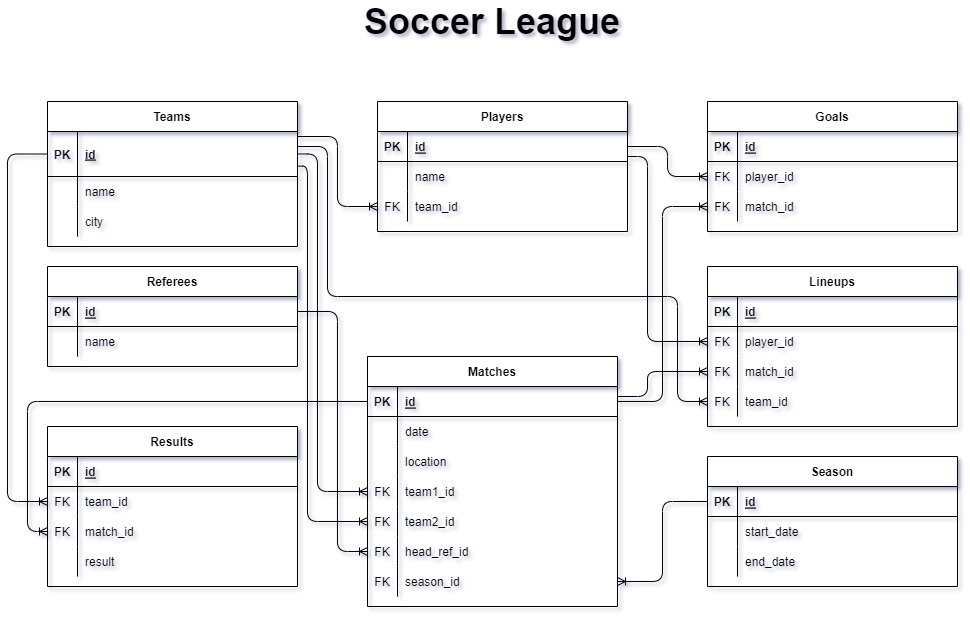 Soccer League
Teams
PK id
name
city
Players
PK id
name
FK team_id
Goals
PK id
FK player_id
FK match_id
Referees
PK id
name
Lineups
PK id
FK player_id
FK match_id
FK team_id
Matches
PK id
date
location
FK team1_id
FK team2_id
FK head_ref_id
FK season_id
Results
PK id
FK team_id
FK match_id
result
Season
PK id
start_date
end_date